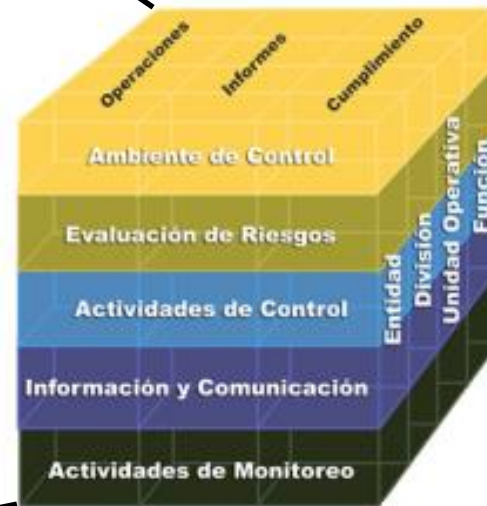 Operaciones
Informes
Cumplimiento
Ambiente de Control
Evaluación de Riesgos
Actividades de Control
Información y Comunicación
Actividades de Monitoreo
Entidad
División
Unidad Operativa
Función